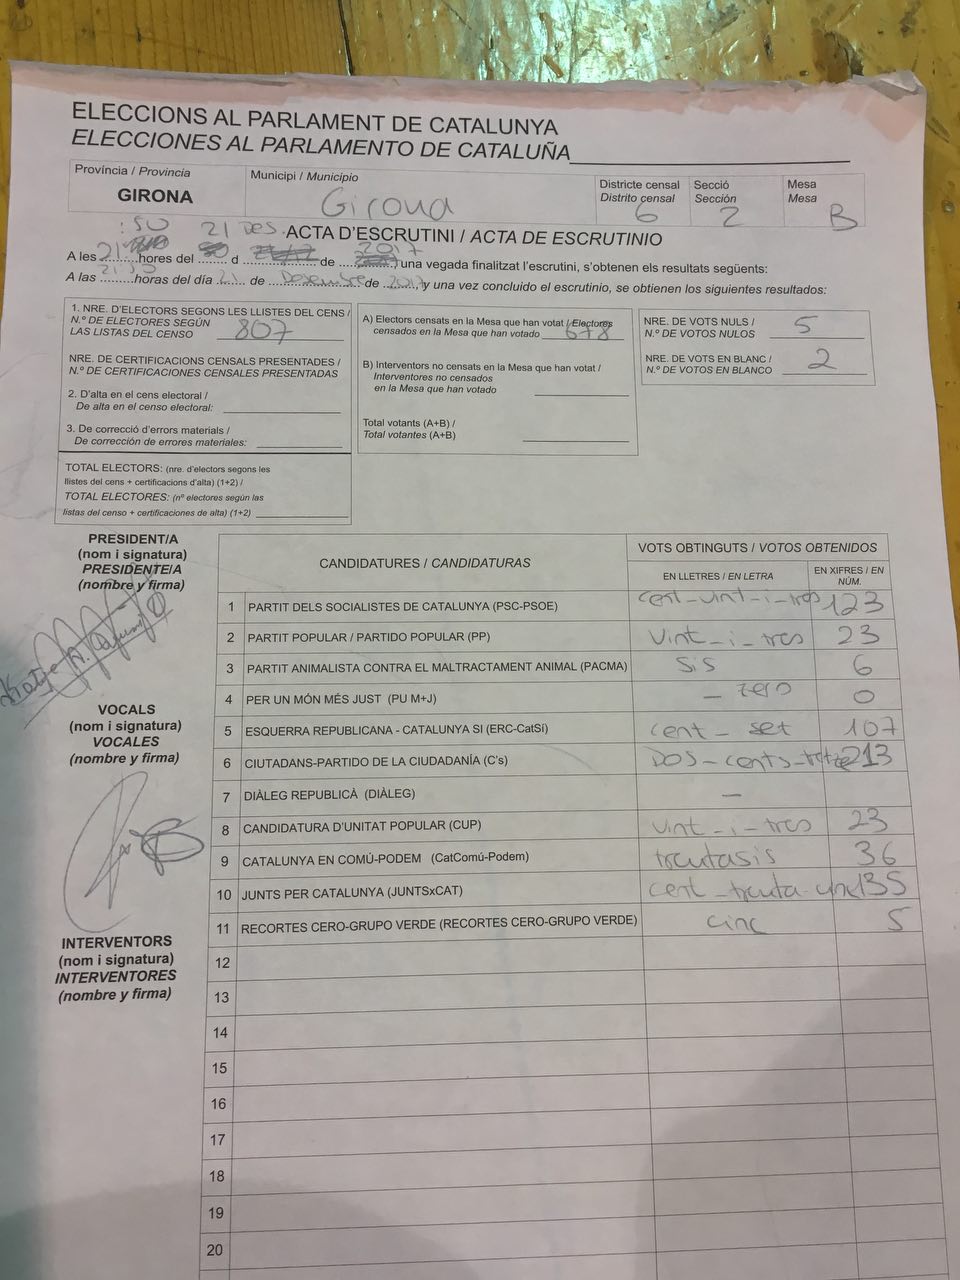 ELECCIONS AL PARLAMENT DE CATALUNYA
ELECCIONES AL PARLAMENTO DE CATALUÑA
Província / Provincia
GIRONA
Municipi / Municipio
Girona
Districte censal
Distrito censal
6
Secció
Sección
2
Mesa
Mesa
B
:50 21 DES.
ACTA D'ESCRUTINI / ACTA DE ESCRUTINIO
2017
A les 21 hores del d de , una vegada finalitzat l'escrutini, s'obtenen els resultats següents:
A las horas del día 21 de Desembre de 2017, y una vez concluido el escrutinio, se obtienen los siguientes resultados:
1. NRE. D'ELECTORS SEGONS LES LLISTES DEL CENS /
N.º DE ELECTORES SEGÚN
LAS LISTAS DEL CENSO 807
NRE. DE CERTIFICACIONS CENSALS PRESENTADES /
N.º DE CERTIFICACIONES CENSALES PRESENTADAS
2. D'alta en el cens electoral /
De alta en el censo electoral:
3. De correcció d'errors materials /
De corrección de errores materiales:
TOTAL ELECTORS: (nre. d'electors segons les
llistes del cens + certificacions d'alta) (1+2) /
TOTAL ELECTORES: (nº electores según las
listas del censo + certificaciones de alta) (1+2)
A) Electors censats en la Mesa que han votat / Electores
censados en la Mesa que han votado 678
B) Interventors no censats en la Mesa que han votat /
Interventores no censados
en la Mesa que han votado
Total votants (A+B) /
Total votantes (A+B)
NRE. DE VOTS NULS /
N.º DE VOTOS NULOS 5
NRE. DE VOTS EN BLANC /
N.º DE VOTOS EN BLANCO 2
PRESIDENT/A
(nom i signatura)
PRESIDENTE/A
(nombre y firma)
VOCALS
(nom i signatura)
VOCALES
(nombre y firma)
INTERVENTORS
(nom i signatura)
INTERVENTORES
(nombre y firma)
CANDIDATURES / CANDIDATURAS
VOTS OBTINGUTS / VOTOS OBTENIDOS
EN LLETRES / EN LETRA
EN XIFRES / EN NÚM.
1 PARTIT DELS SOCIALISTES DE CATALUNYA (PSC-PSOE) cent-vint-i-tres 123
2 PARTIT POPULAR / PARTIDO POPULAR (PP) vint-i-tres 23
3 PARTIT ANIMALISTA CONTRA EL MALTRACTAMENT ANIMAL (PACMA) sis 6
4 PER UN MÓN MÉS JUST (PU M+J) - zero 0
5 ESQUERRA REPUBLICANA - CATALUNYA SI (ERC-CatSí) cent-set 107
6 CIUTADANS-PARTIDO DE LA CIUDADANÍA (C's) DOS-cents-tretze 213
7 DIÀLEG REPUBLICÀ (DIÀLEG) -
8 CANDIDATURA D'UNITAT POPULAR (CUP) vint-i-tres 23
9 CATALUNYA EN COMÚ-PODEM (CatComú-Podem) trentasis 36
10 JUNTS PER CATALUNYA (JUNTSxCAT) cent-trenta 135
11 RECORTES CERO-GRUPO VERDE (RECORTES CERO-GRUPO VERDE) cinc 5
12
13
14
15
16
17
18
19
20